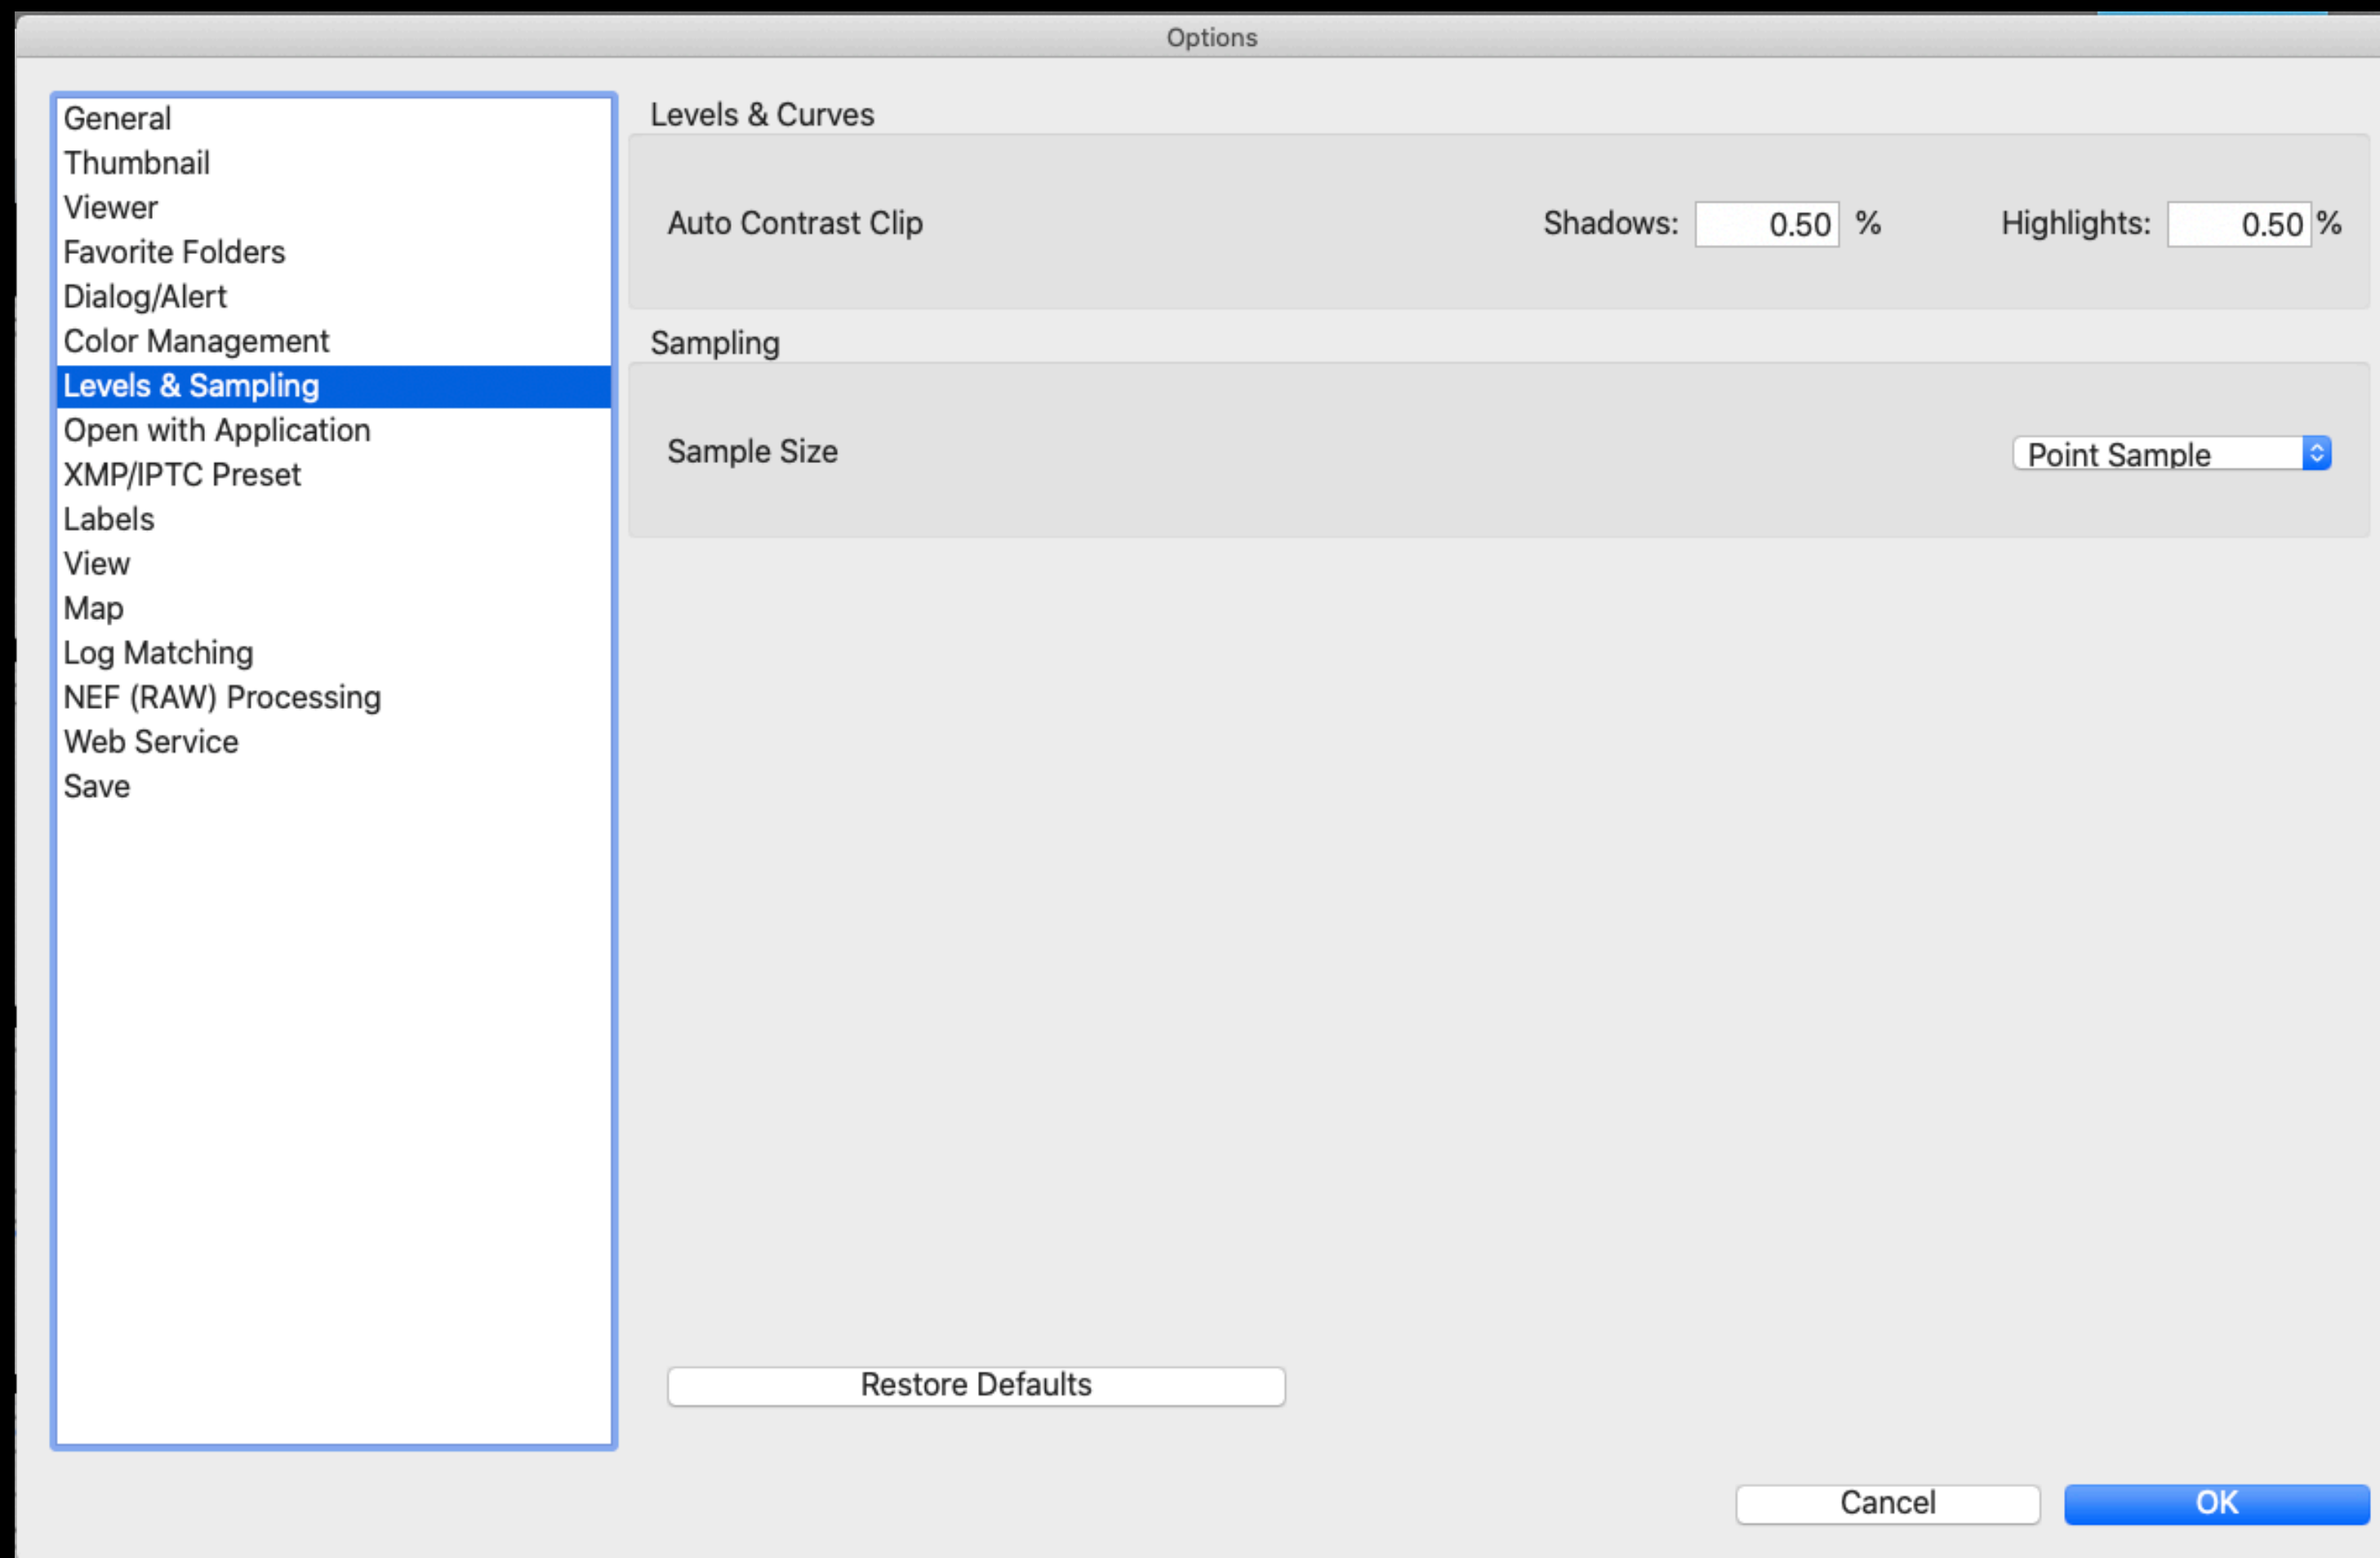 Options
General
Thumbnail
Viewer
Favorite Folders
Dialog/Alert
Color Management
Levels & Sampling
Open with Application
XMP/IPTC Preset
Labels
View
Map
Log Matching
NEF (RAW) Processing
Web Service
Save
Levels & Curves
Auto Contrast Clip Shadows: 0.50 % Highlights: 0.50 %
Sampling
Sample Size Point Sample
Restore Defaults
Cancel OK